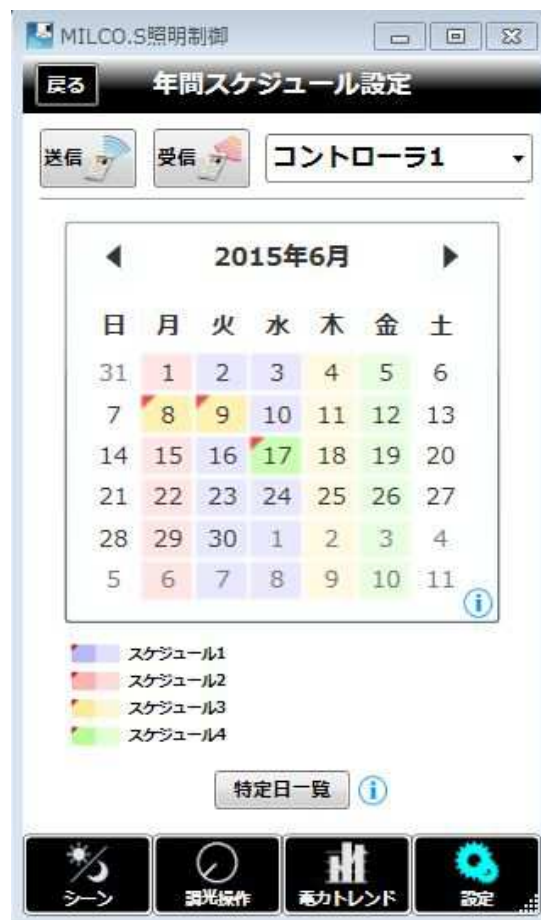 MILCO.S照明制御
戻る 年間スケジュール設定
送信 受信 コントローラ1
2015年6月
日 月 火 水 木 金 土
31 1 2 3 4 5 6
7 8 9 10 11 12 13
14 15 16 17 18 19 20
21 22 23 24 25 26 27
28 29 30 1 2 3 4
5 6 7 8 9 10 11
スケジュール1
スケジュール2
スケジュール3
スケジュール4
特定日一覧
シーン 調光操作 電力トレンド 設定